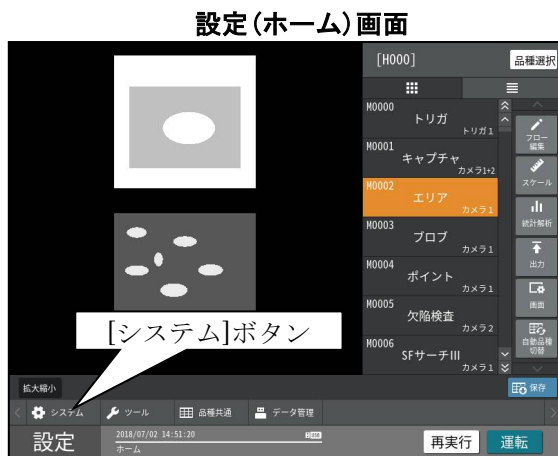 設定(ホーム)画面
[H000]
品種選択
M0000
トリガ
トリガ1
M0001
キャプチャ
カメラ1+2
M0002
エリア
カメラ1
M0003
ブロブ
カメラ1
M0004
ポイント
カメラ1
M0005
欠陥検査
カメラ2
M0006
SFサーチIII
カメラ1
フロー
編集
スケール
統計解析
出力
画面
自動品種
切替
[システム]ボタン
拡大縮小
保存
システム
ツール
品種共通
データ管理
設定
2018/07/02 14:51:20
ホーム
再実行
運転